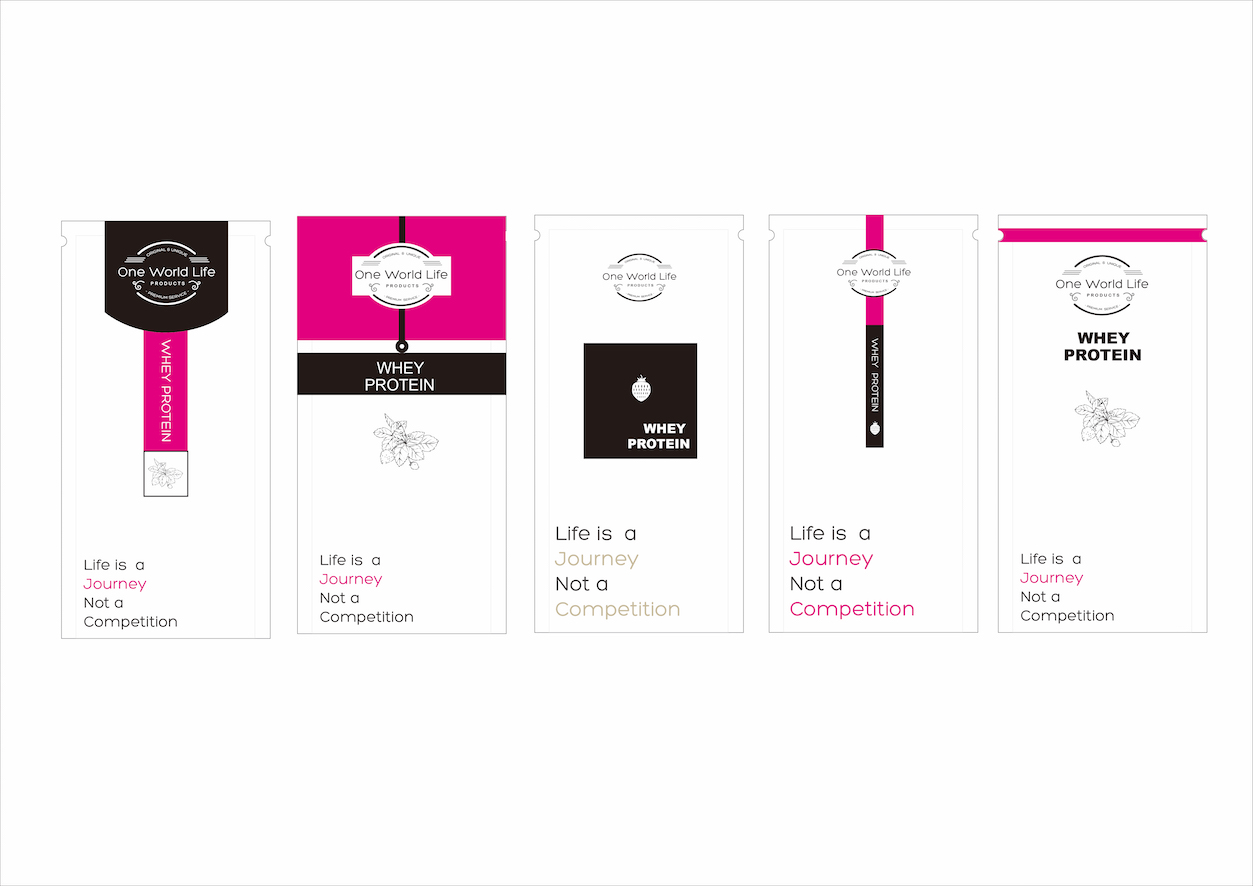 ORIGINAL & UNIQUE
One World Life
PRODUCTS
PREMIUM SERVICE
WHEY PROTEIN
Life is a
Journey
Not a
Competition
ORIGINAL & UNIQUE
One World Life
PRODUCTS
PREMIUM SERVICE
WHEY
PROTEIN
Life is a
Journey
Not a
Competition
ORIGINAL & UNIQUE
One World Life
PRODUCTS
PREMIUM SERVICE
WHEY
PROTEIN
Life is a
Journey
Not a
Competition
ORIGINAL & UNIQUE
One World Life
PRODUCTS
PREMIUM SERVICE
WHEY PROTEIN
Life is a
Journey
Not a
Competition
ORIGINAL & UNIQUE
One World Life
PRODUCTS
PREMIUM SERVICE
WHEY
PROTEIN
Life is a
Journey
Not a
Competition